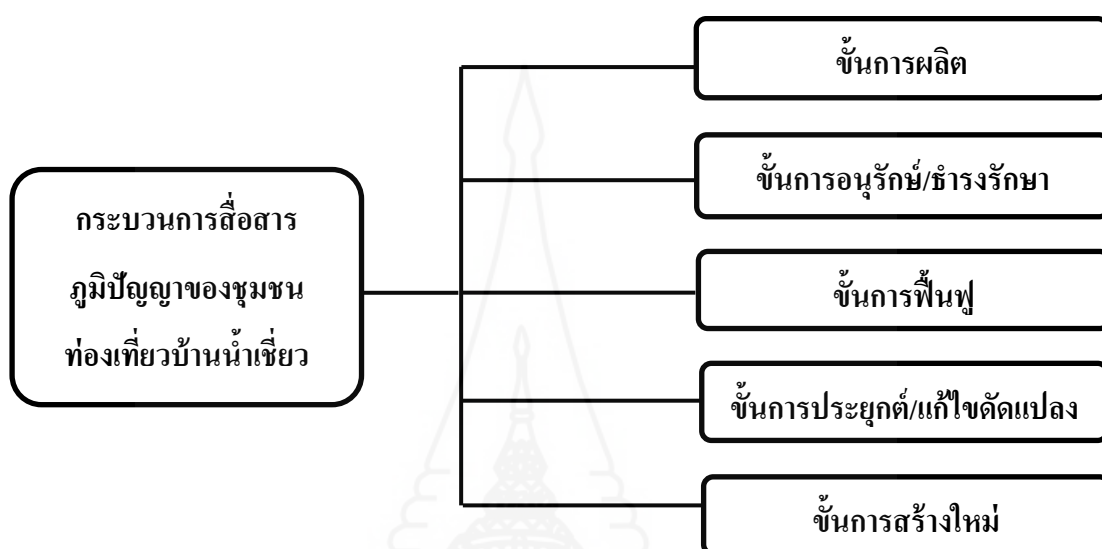 กระบวนการสื่อสาร
ภูมิปัญญาของชุมชน
ท่องเที่ยวบ้านน้ำเชี่ยว
ขั้นการผลิต
ขั้นการอนุรักษ์/ธำรงรักษา
ขั้นการฟื้นฟู
ขั้นการประยุกต์/แก้ไขดัดแปลง
ขั้นการสร้างใหม่